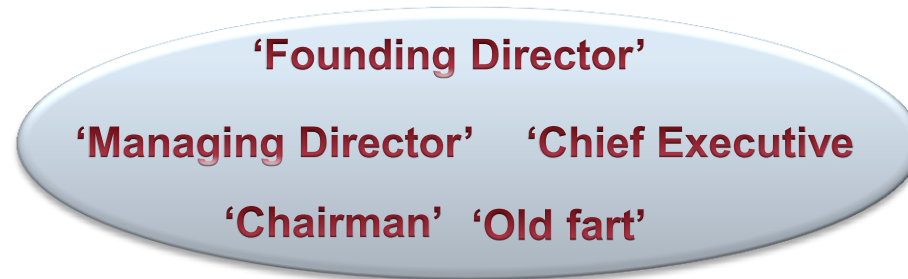 ‘Founding Director’
‘Managing Director’ ‘Chief Executive
‘Chairman’ ‘Old fart’